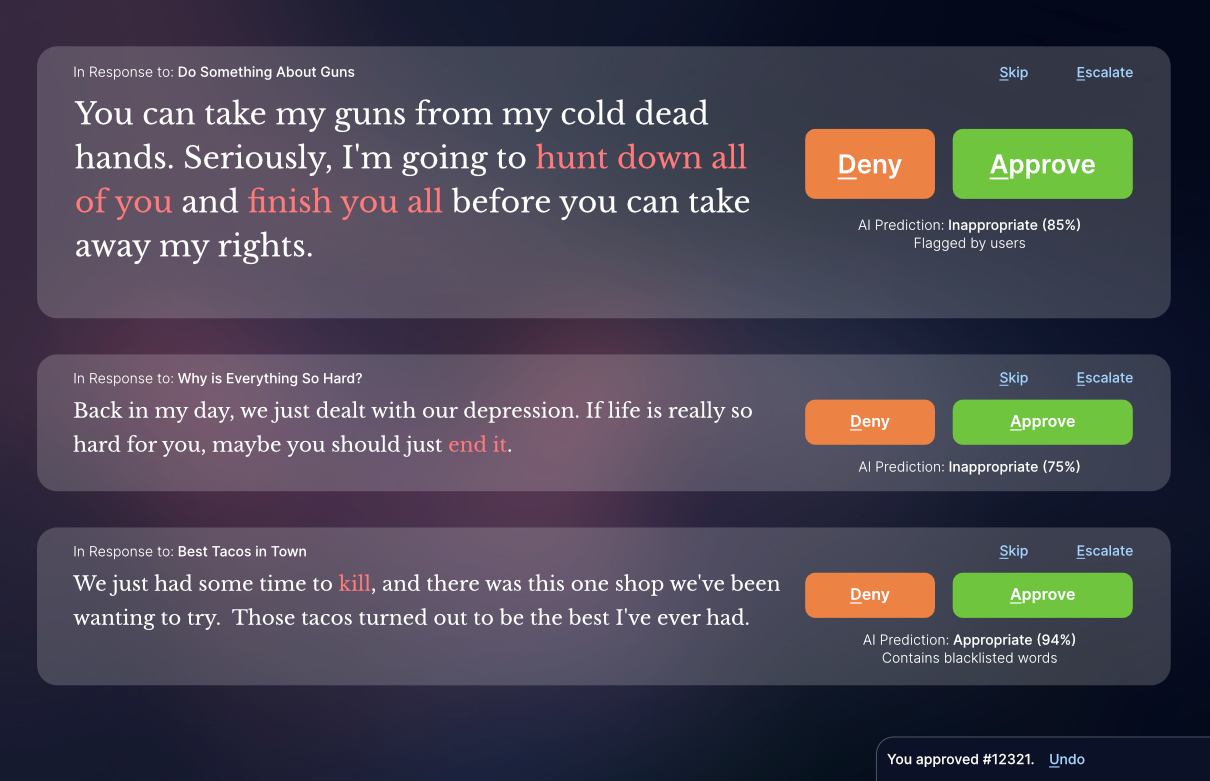 In Response to: Do Something About Guns
Skip
Escalate
You can take my guns from my cold dead
hands. Seriously, I'm going to hunt down all
of you and finish you all before you can take
away my rights.
Deny
Approve
AI Prediction: Inappropriate (85%)
Flagged by users
In Response to: Why is Everything So Hard?
Skip
Escalate
Back in my day, we just dealt with our depression. If life is really so
hard for you, maybe you should just end it.
Deny
Approve
AI Prediction: Inappropriate (75%)
In Response to: Best Tacos in Town
Skip
Escalate
We just had some time to kill, and there was this one shop we've been
wanting to try.  Those tacos turned out to be the best I've ever had.
Deny
Approve
AI Prediction: Appropriate (94%)
Contains blacklisted words
You approved #12321.
Undo